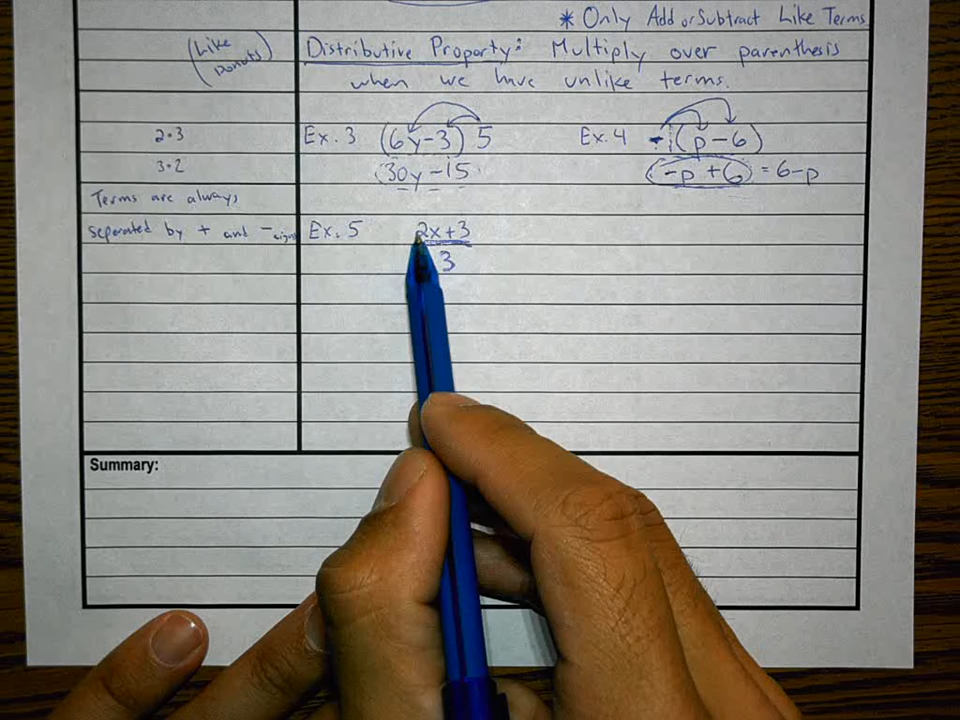 * Only Add or Subtract Like Terms
(Like Donuts)
Distributive Property: Multiply over parenthesis
when we have unlike terms.
2·3
Ex. 3 (6y-3) 5
Ex. 4 -1(p-6)
3·2
30y -15
-p +6 = 6-p
Terms are always
separated by + and - signs
Ex. 5 2x+3
3
Summary: